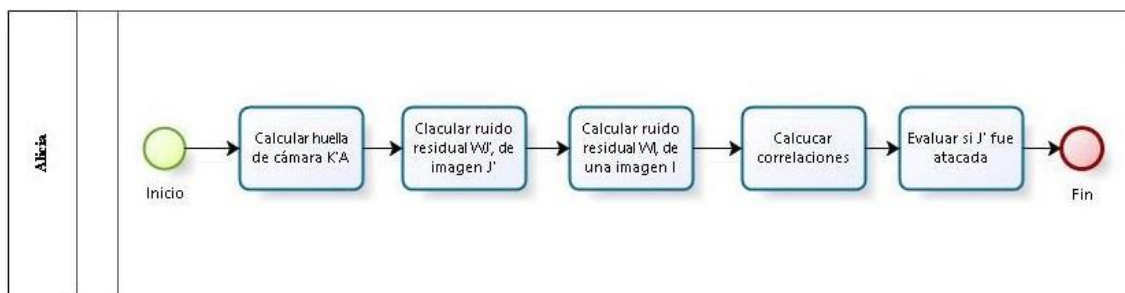 Alicia
Inicio
Calcular huella
de cámara K'A
Clacular ruido
residual WJ', de
imagen J'
Calcular ruido
residual WI, de
una imagen I
Calcucar
correlaciones
Evaluar si J' fue
atacada
Fin